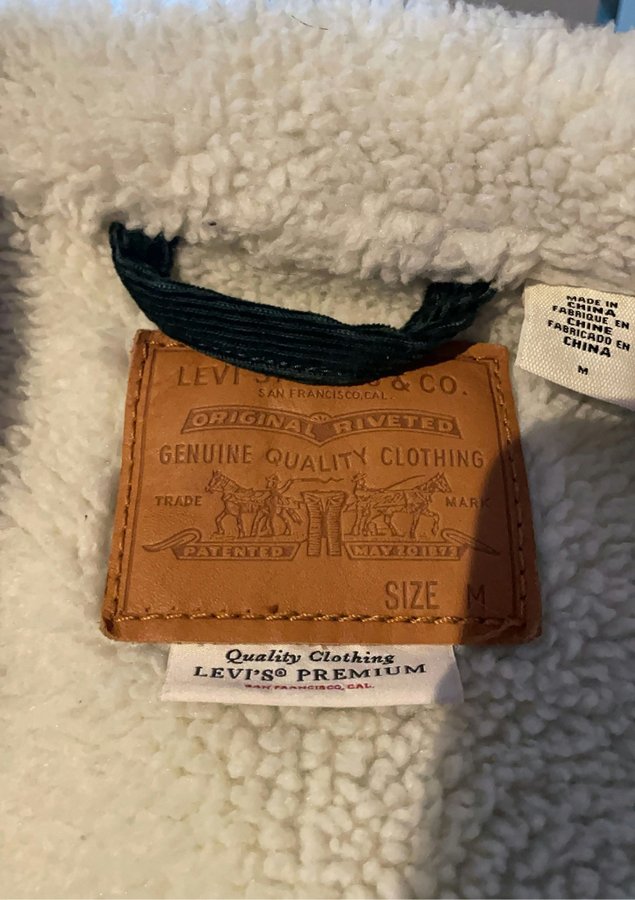 LEVI S & CO.
SAN FRANCISCO, CAL.
ORIGINAL RIVETED
GENUINE QUALITY CLOTHING
TRADE MARK
PATENTED MAY 20 1873
SIZE M
Quality Clothing
LEVI'S® PREMIUM
SAN FRANCISCO, CAL.
MADE IN
CHINA
FABRIQUE EN
CHINE
FABRICADO EN
CHINA
M